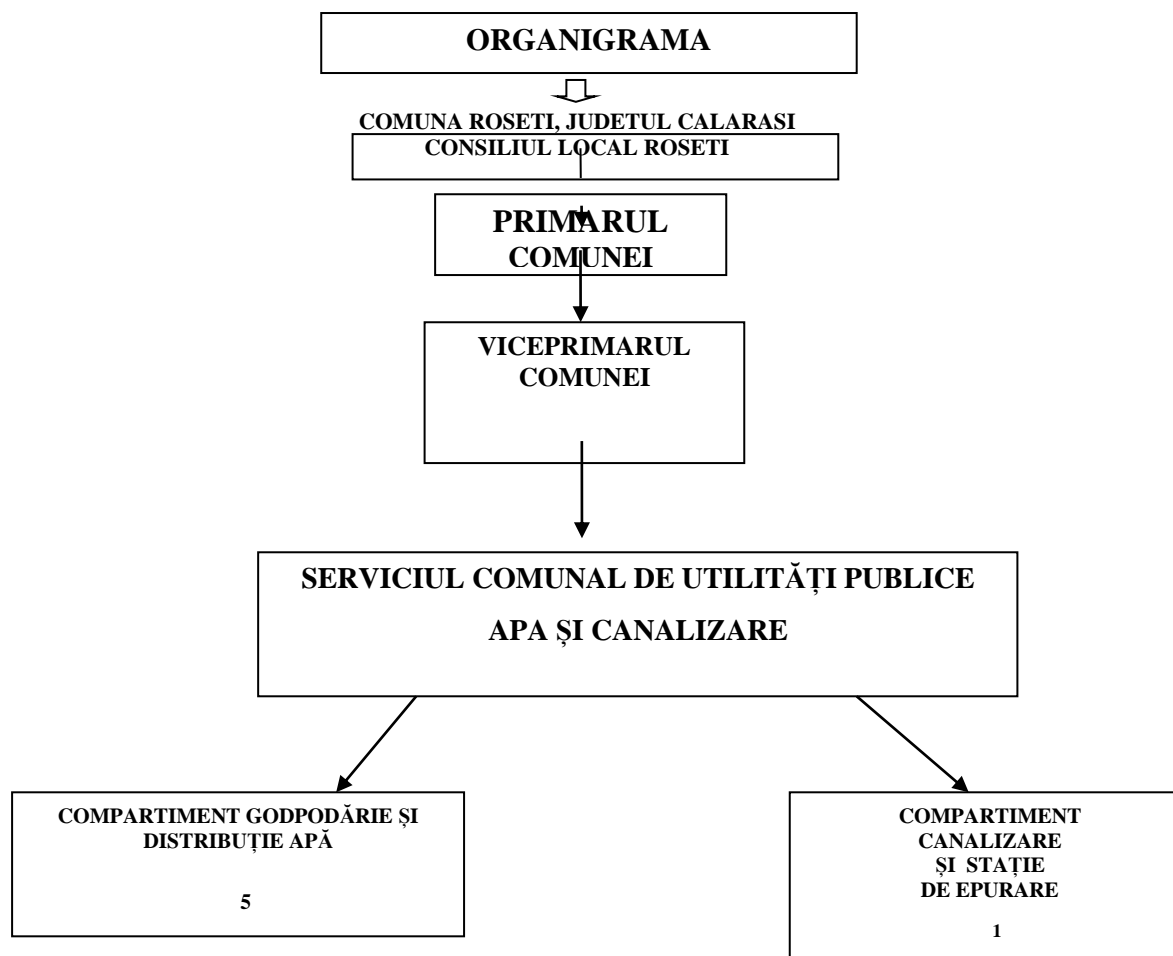 ORGANIGRAMA
COMUNA ROSETI, JUDETUL CALARASI
CONSILIUL LOCAL ROSETI
PRIMARUL
COMUNEI
VICEPRIMARUL
COMUNEI
SERVICIUL COMUNAL DE UTILITĂȚI PUBLICE
APA ȘI CANALIZARE
COMPARTIMENT GODPODĂRIE ȘI
DISTRIBUȚIE APĂ
5
COMPARTIMENT
CANALIZARE
ȘI STAȚIE
DE EPURARE
1